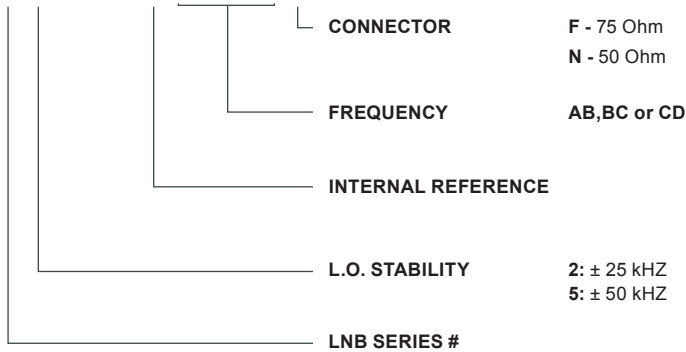 CONNECTOR F - 75 Ohm
N - 50 Ohm
FREQUENCY AB,BC or CD
INTERNAL REFERENCE
L.O. STABILITY 2: ± 25 kHZ
5: ± 50 kHZ
LNB SERIES #